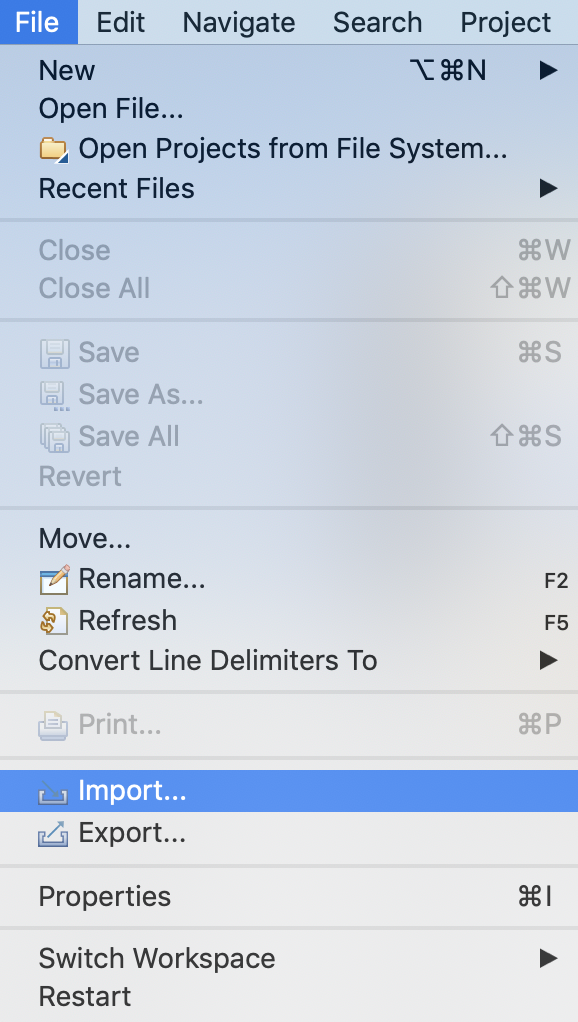 File Edit Navigate Search Project
New ⌥⌘N ▶
Open File...
Open Projects from File System...
Recent Files ▶
Close ⌘W
Close All ⇧⌘W
Save ⌘S
Save As...
Save All ⇧⌘S
Revert
Move...
Rename... F2
Refresh F5
Convert Line Delimiters To ▶
Print... ⌘P
Import...
Export...
Properties ⌘I
Switch Workspace ▶
Restart